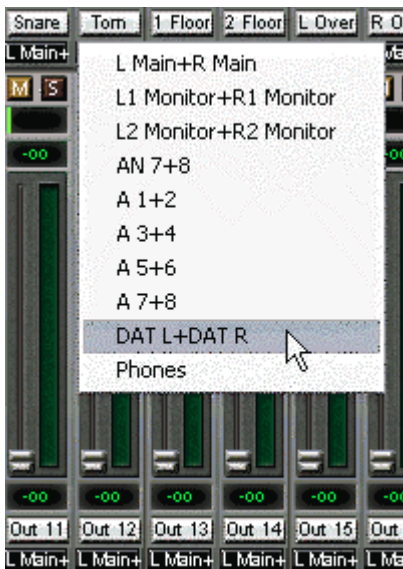 Snare Tom 1 Floor 2 Floor L Over R O
L Main+
L Main+R Main
M S
L1 Monitor+R1 Monitor
L2 Monitor+R2 Monitor
-oo
AN 7+8
A 1+2
A 3+4
A 5+6
A 7+8
DAT L+DAT R
Phones
-oo -oo -oo -oo -oo -o
Out 11 Out 12 Out 13 Out 14 Out 15 Out
L Main+ L Main+ L Main+ L Main+ L Main+ L Ma